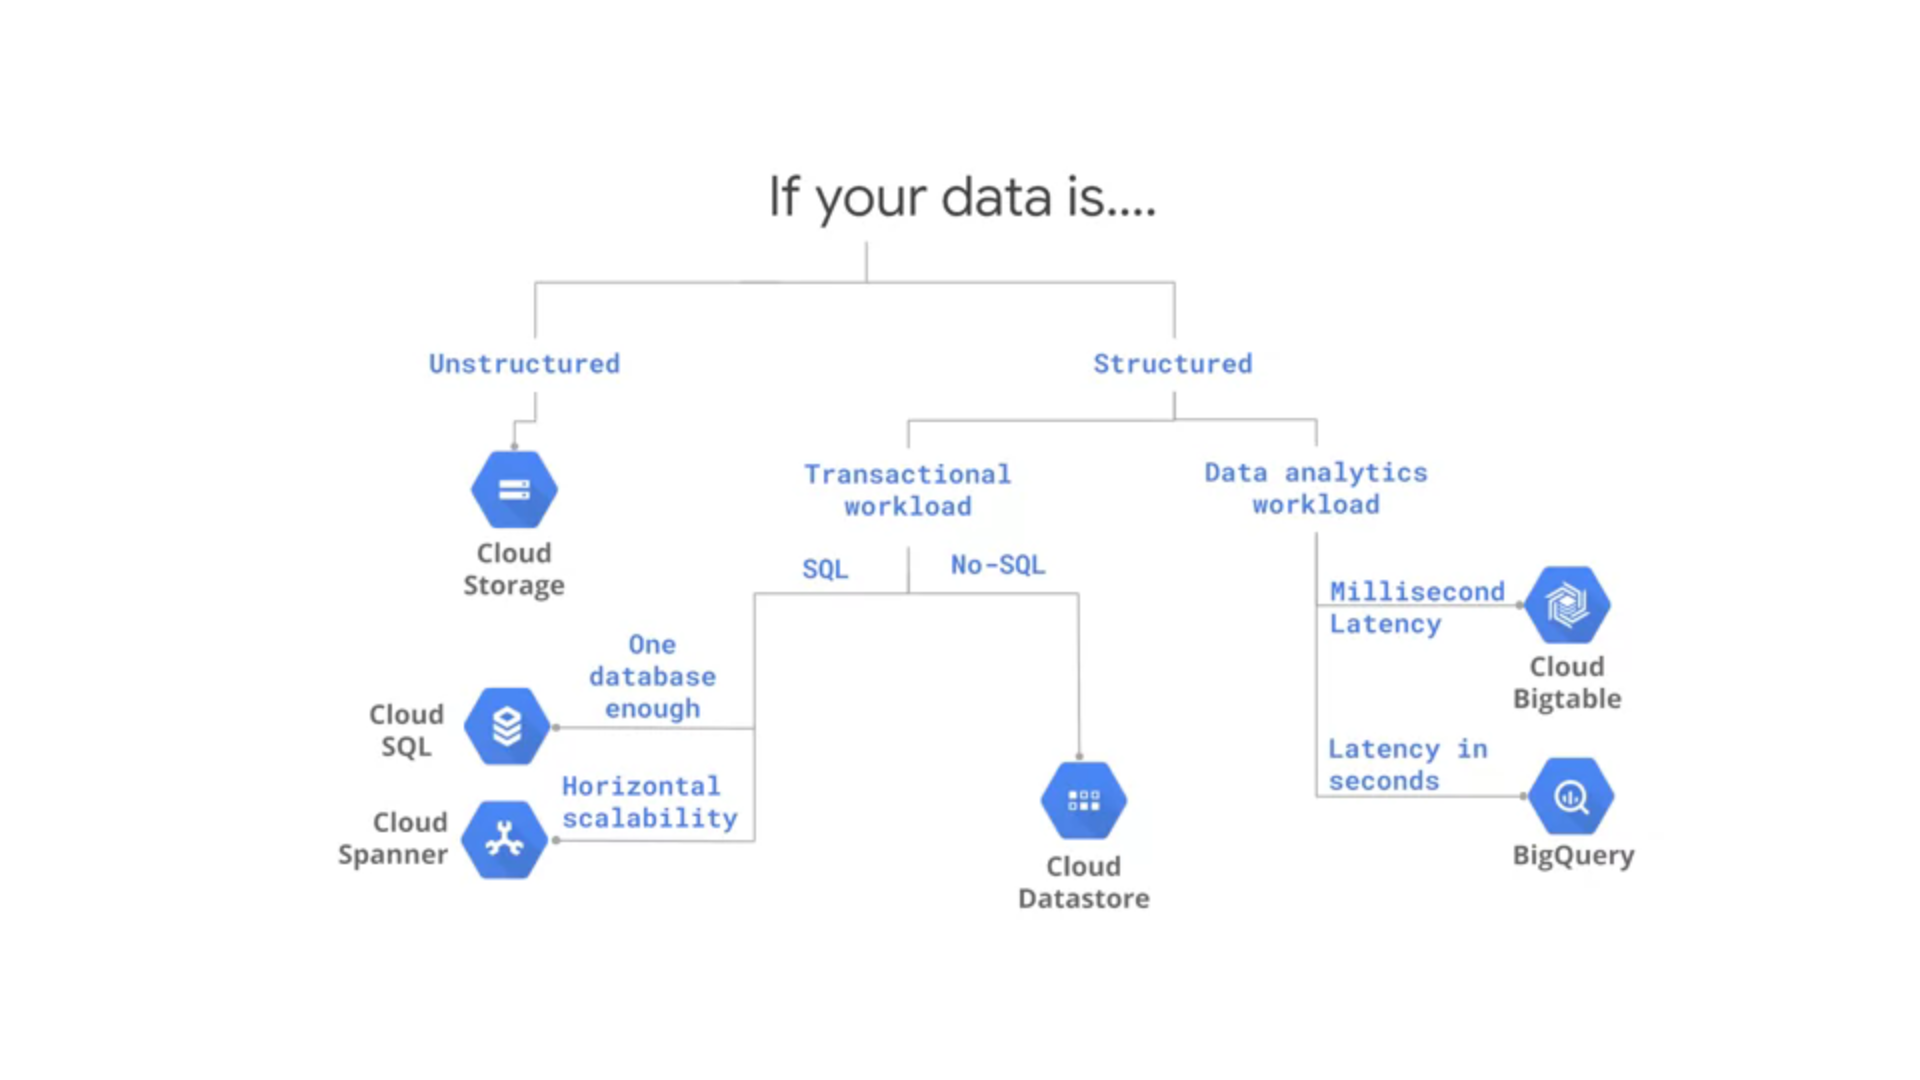 If your data is....
Unstructured
Structured
Cloud
Storage
Transactional
workload
Data analytics
workload
SQL
No-SQL
One
database
enough
Cloud
SQL
Horizontal
scalability
Cloud
Spanner
Cloud
Datastore
Millisecond
Latency
Cloud
Bigtable
Latency in
seconds
BigQuery